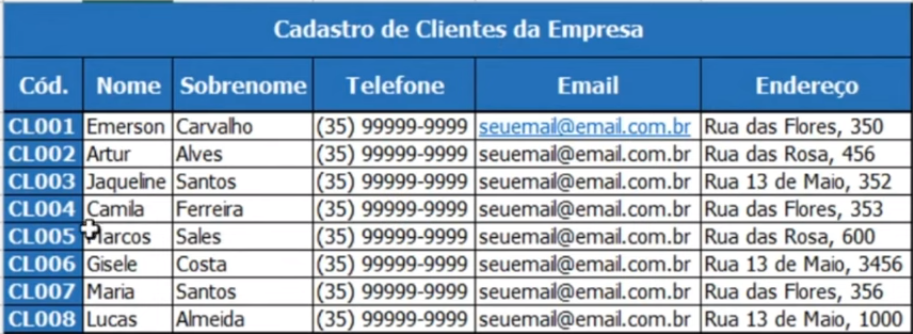 Cadastro de Clientes da Empresa
Cód. Nome Sobrenome Telefone Email Endereço
CL001 Emerson Carvalho (35) 99999-9999 seuemail@email.com.br Rua das Flores, 350
CL002 Artur Alves (35) 99999-9999 seuemail@email.com.br Rua das Rosa, 456
CL003 Jaqueline Santos (35) 99999-9999 seuemail@email.com.br Rua 13 de Maio, 352
CL004 Camila Ferreira (35) 99999-9999 seuemail@email.com.br Rua das Flores, 353
CL005 Marcos Sales (35) 99999-9999 seuemail@email.com.br Rua das Rosa, 600
CL006 Gisele Costa (35) 99999-9999 seuemail@email.com.br Rua 13 de Maio, 3456
CL007 Maria Santos (35) 99999-9999 seuemail@email.com.br Rua das Flores, 356
CL008 Lucas Almeida (35) 99999-9999 seuemail@email.com.br Rua 13 de Maio, 1000